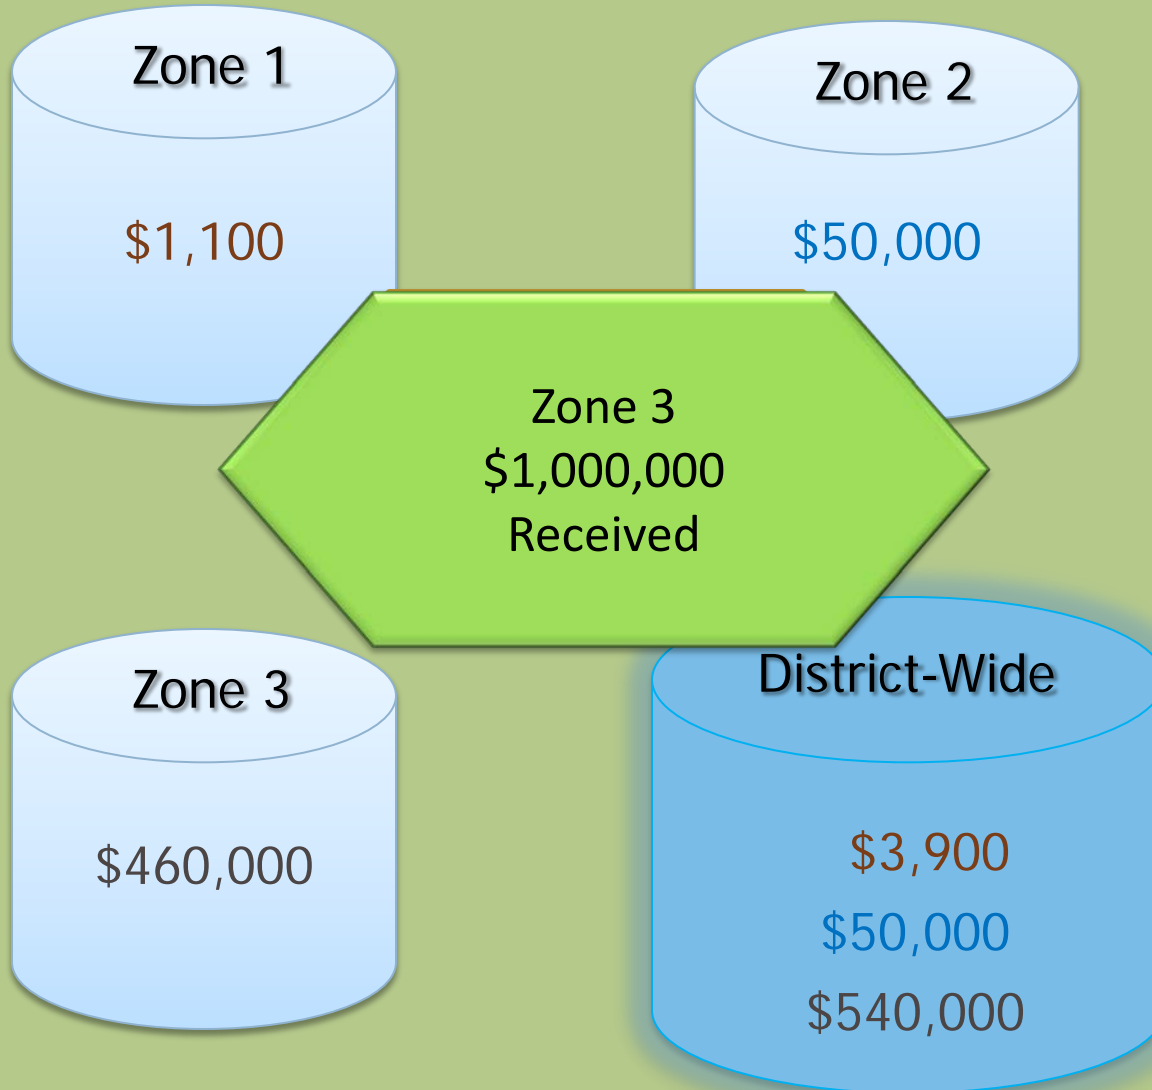 Zone 1
$1,100
Zone 2
$50,000
Zone 3
$1,000,000
Received
Zone 3
$460,000
District-Wide
$3,900
$50,000
$540,000